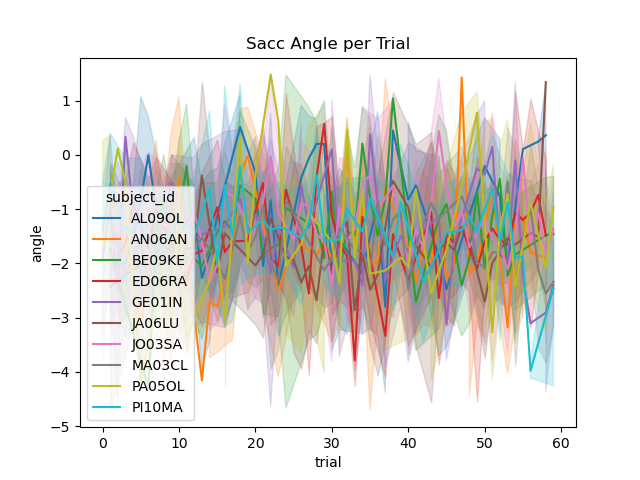 Sacc Angle per Trial
angle
1
0
−1
−2
−3
−4
−5
subject_id
AL09OL
AN06AN
BE09KE
ED06RA
GE01IN
JA06LU
JO03SA
MA03CL
PA05OL
PI10MA
0 10 20 30 40 50 60
trial